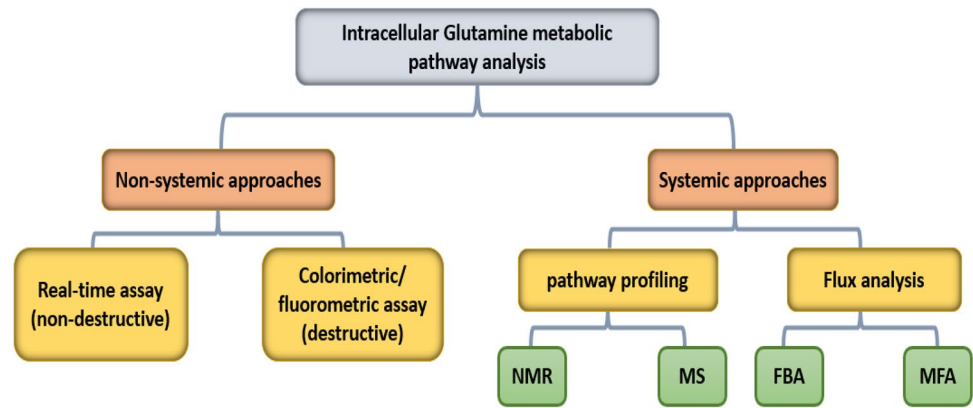 Intracellular Glutamine metabolic
pathway analysis
Non-systemic approaches
Systemic approaches
Real-time assay
(non-destructive)
Colorimetric/
fluorometric assay
(destructive)
pathway profiling
Flux analysis
NMR
MS
FBA
MFA